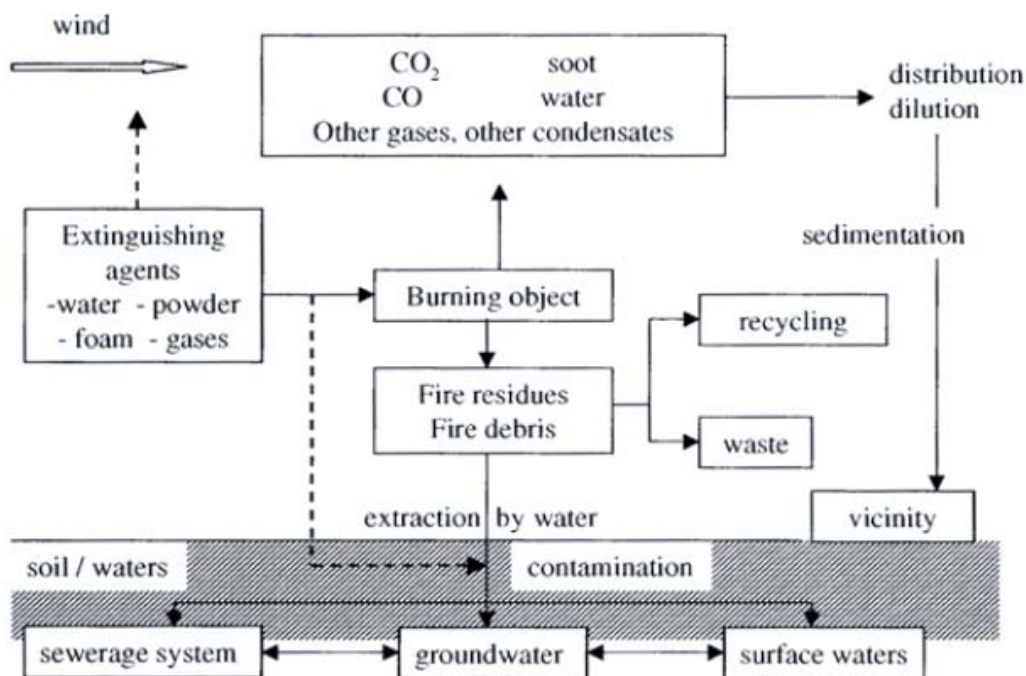 wind
CO₂ soot
CO water
Other gases, other condensates
distribution
dilution
Extinguishing
agents
-water - powder
- foam - gases
sedimentation
Burning object
recycling
Fire residues
Fire debris
waste
extraction by water
vicinity
soil / waters
contamination
sewerage system
groundwater
surface waters